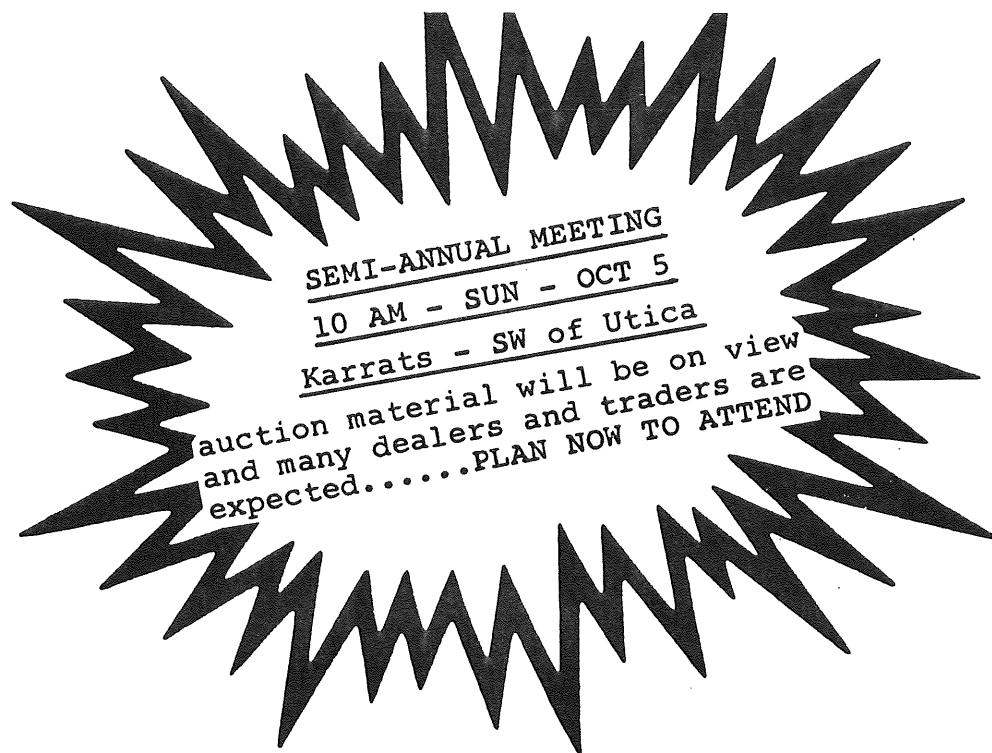 SEMI-ANNUAL MEETING
10 AM - SUN - OCT 5
Karrats - SW of Utica
auction material will be on view
and many dealers and traders are
expected......PLAN NOW TO ATTEND